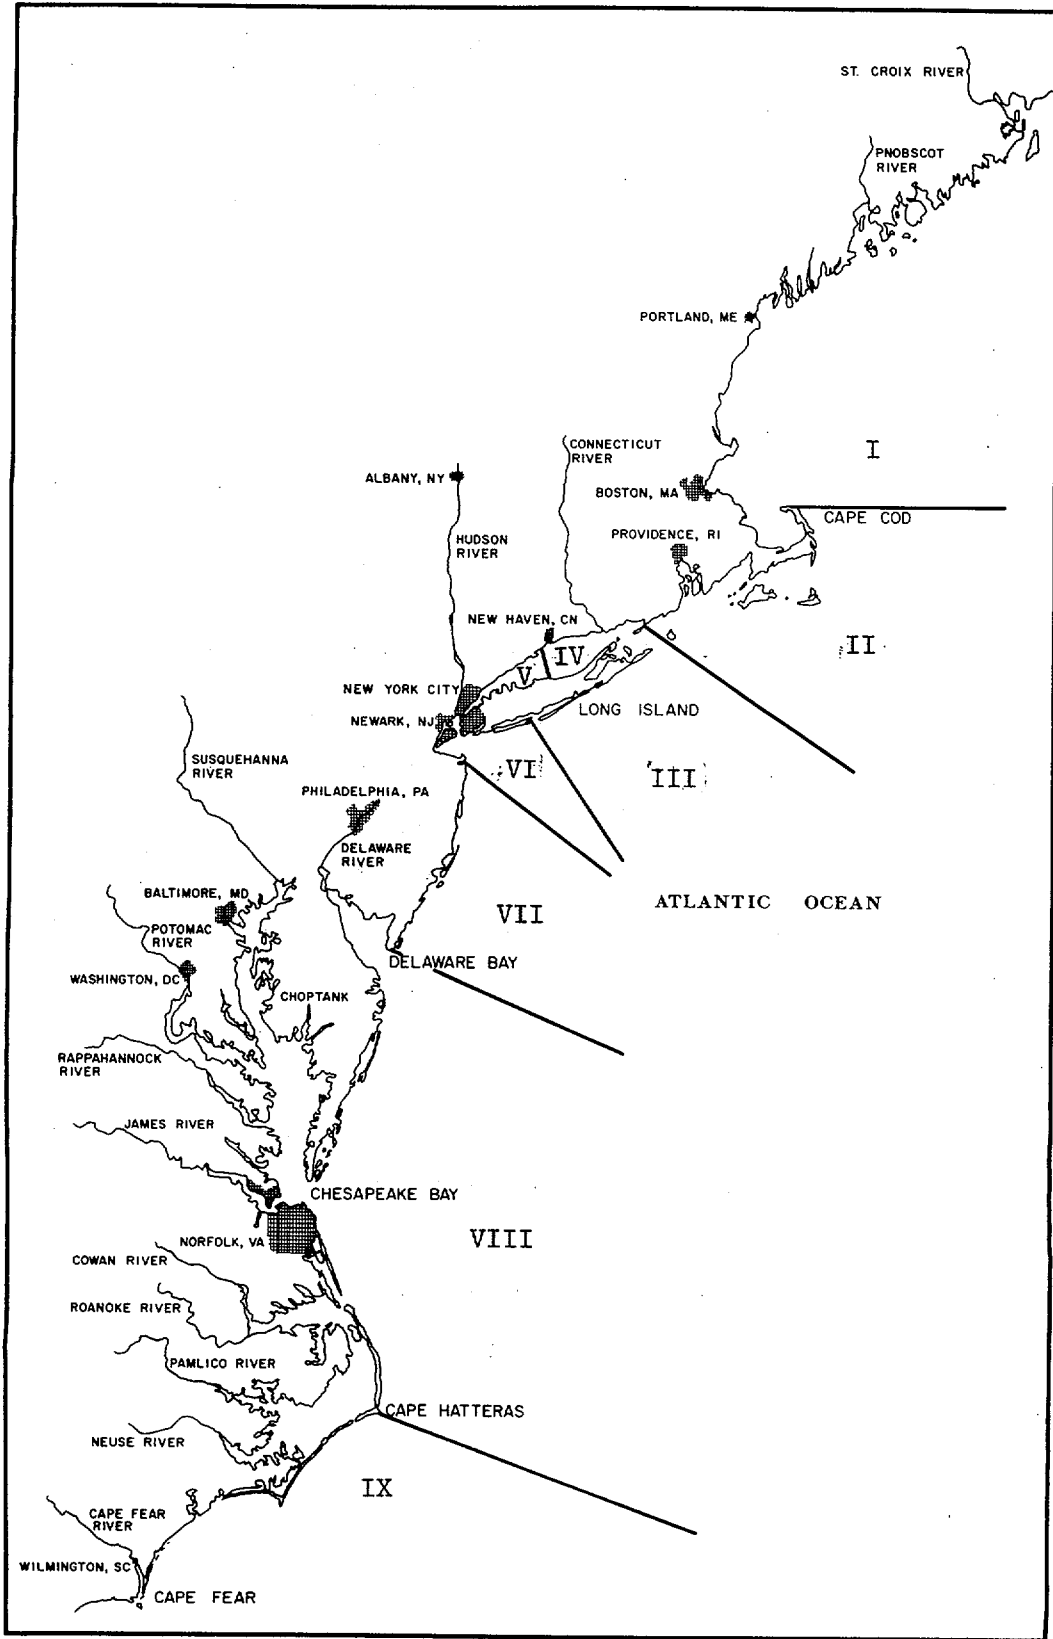 ST. CROIX RIVER
PNOBSCOT
RIVER
PORTLAND, ME
I
CONNECTICUT
RIVER
ALBANY, NY
BOSTON, MA
CAPE COD
PROVIDENCE, RI
HUDSON
RIVER
NEW HAVEN, CN
II
IV
V
NEW YORK CITY
LONG ISLAND
NEWARK, NJ
SUSQUEHANNA
RIVER
VI
III
PHILADELPHIA, PA
DELAWARE
RIVER
BALTIMORE, MD
ATLANTIC OCEAN
VII
POTOMAC
RIVER
DELAWARE BAY
WASHINGTON, DC
CHOPTANK
RAPPAHANNOCK
RIVER
JAMES RIVER
CHESAPEAKE BAY
NORFOLK, VA
VIII
COWAN RIVER
ROANOKE RIVER
PAMLICO RIVER
CAPE HATTERAS
NEUSE RIVER
IX
CAPE FEAR
RIVER
WILMINGTON, SC
CAPE FEAR